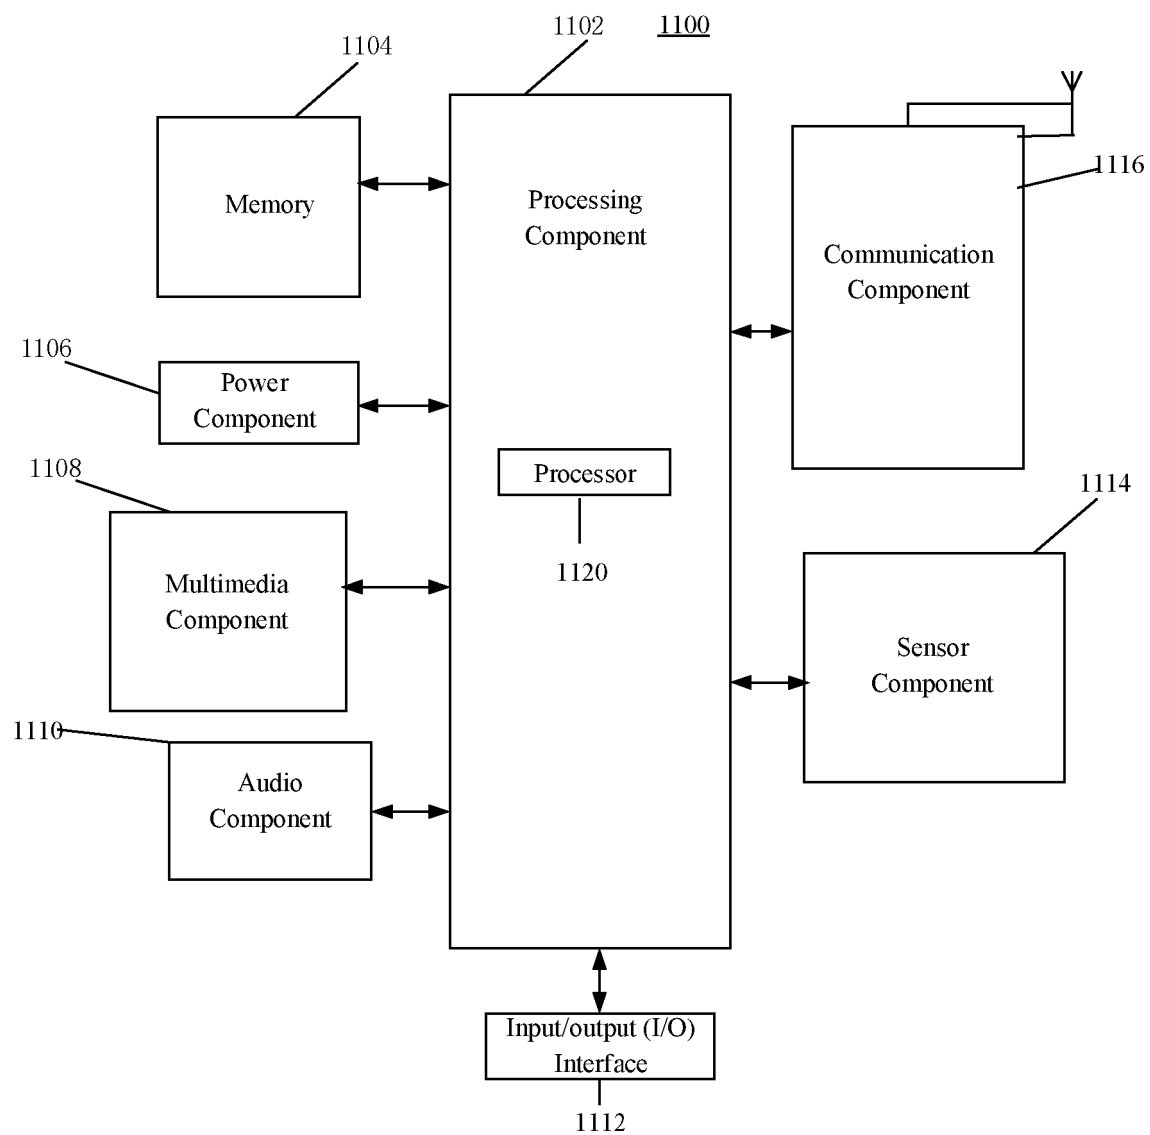 1102
1100
1104
Memory
Processing
Component
1116
Communication
Component
1106
Power
Component
1108
Processor
1114
1120
Multimedia
Component
Sensor
Component
1110
Audio
Component
Input/output (I/O)
Interface
1112